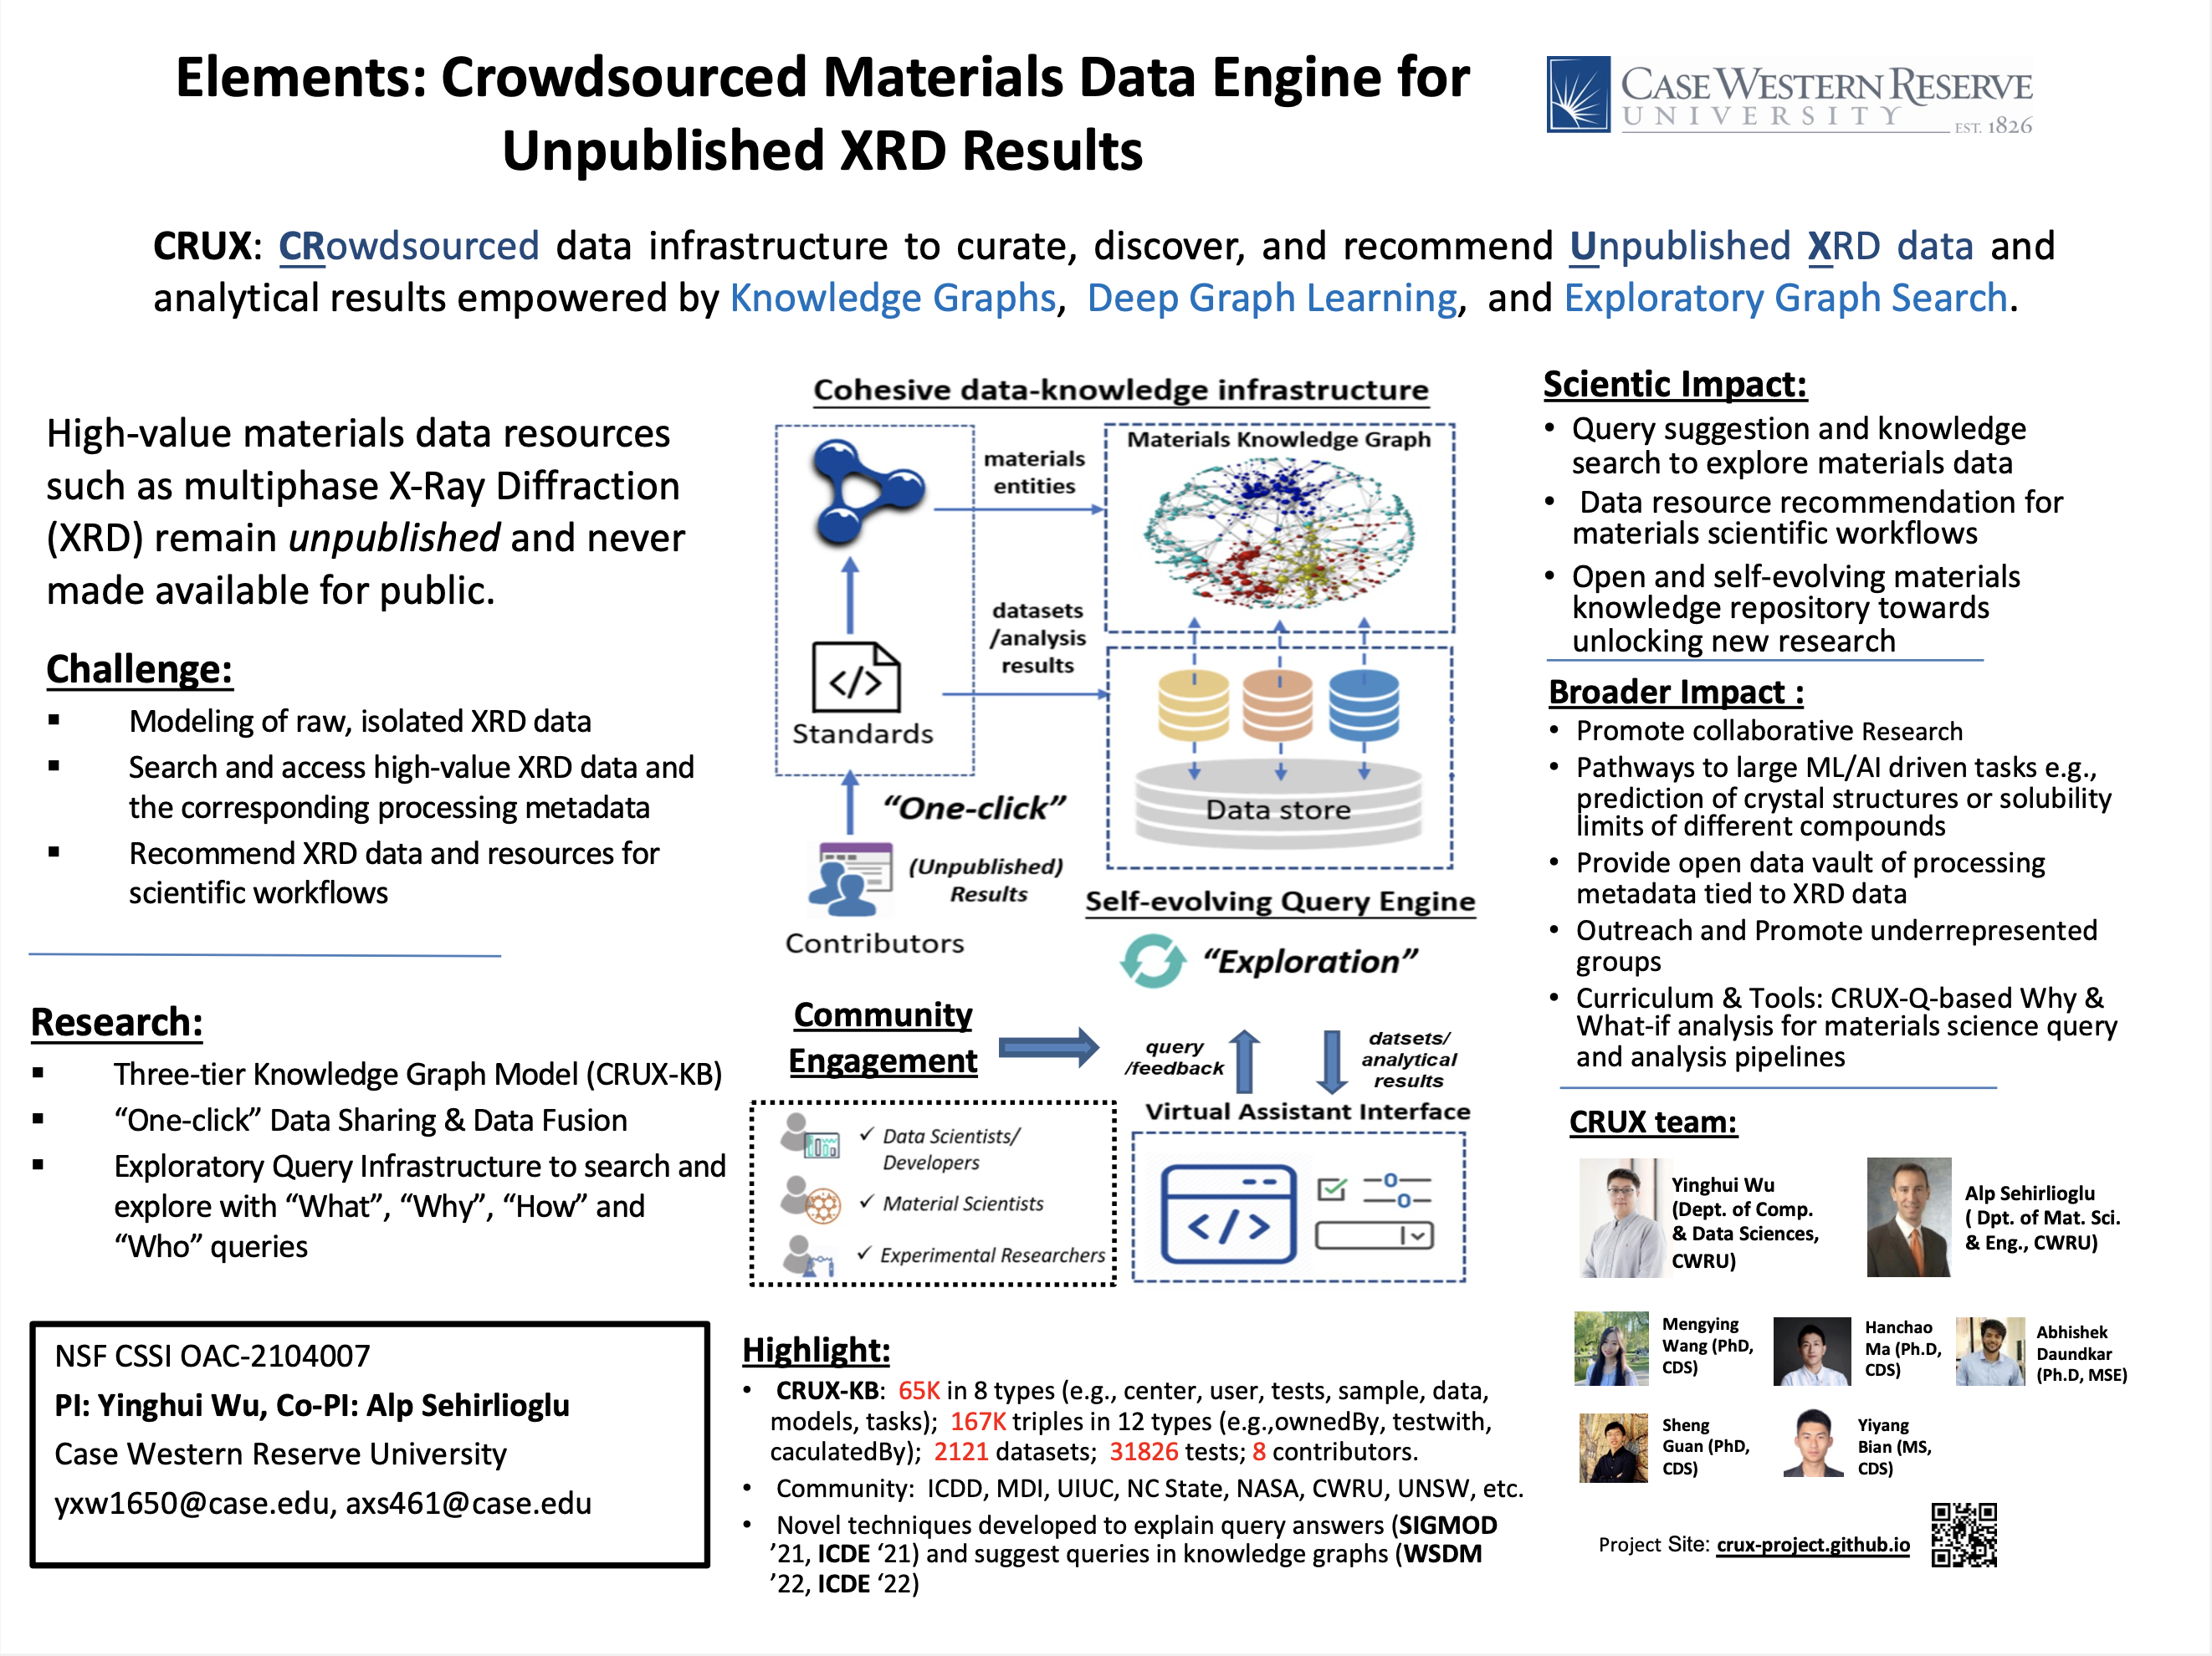 Elements: Crowdsourced Materials Data Engine for
Unpublished XRD Results
CASE WESTERN RESERVE
UNIVERSITY
EST. 1826
CRUX: CRowdsourced data infrastructure to curate, discover, and recommend Unpublished XRD data and
analytical results empowered by Knowledge Graphs, Deep Graph Learning, and Exploratory Graph Search.
High-value materials data resources
such as multiphase X-Ray Diffraction
(XRD) remain unpublished and never
made available for public.
Challenge:
▪ Modeling of raw, isolated XRD data
▪ Search and access high-value XRD data and
the corresponding processing metadata
▪ Recommend XRD data and resources for
scientific workflows
Research:
▪ Three-tier Knowledge Graph Model (CRUX-KB)
▪ “One-click” Data Sharing & Data Fusion
▪ Exploratory Query Infrastructure to search and
explore with “What”, “Why”, “How” and
“Who” queries
NSF CSSI OAC-2104007
PI: Yinghui Wu, Co-PI: Alp Sehirlioglu
Case Western Reserve University
yxw1650@case.edu, axs461@case.edu
Cohesive data-knowledge infrastructure
materials
entities
Materials Knowledge Graph
datasets
/analysis
results
</>
Standards
Data store
“One-click”
(Unpublished)
Results
Contributors
Self-evolving Query Engine
“Exploration”
Community
Engagement
query
/feedback
datsets/
analytical
results
Virtual Assistant Interface
✓ Data Scientists/
Developers
✓ Material Scientists
✓ Experimental Researchers
</>
Highlight:
• CRUX-KB: 65K in 8 types (e.g., center, user, tests, sample, data,
models, tasks); 167K triples in 12 types (e.g.,ownedBy, testwith,
caculatedBy); 2121 datasets; 31826 tests; 8 contributors.
• Community: ICDD, MDI, UIUC, NC State, NASA, CWRU, UNSW, etc.
• Novel techniques developed to explain query answers (SIGMOD
’21, ICDE ‘21) and suggest queries in knowledge graphs (WSDM
’22, ICDE ‘22)
Scientic Impact:
• Query suggestion and knowledge
search to explore materials data
• Data resource recommendation for
materials scientific workflows
• Open and self-evolving materials
knowledge repository towards
unlocking new research
Broader Impact :
• Promote collaborative Research
• Pathways to large ML/AI driven tasks e.g.,
prediction of crystal structures or solubility
limits of different compounds
• Provide open data vault of processing
metadata tied to XRD data
• Outreach and Promote underrepresented
groups
• Curriculum & Tools: CRUX-Q-based Why &
What-if analysis for materials science query
and analysis pipelines
CRUX team:
Yinghui Wu
(Dept. of Comp.
& Data Sciences,
CWRU)
Alp Sehirlioglu
( Dpt. of Mat. Sci.
& Eng., CWRU)
Mengying
Wang (PhD,
CDS)
Hanchao
Ma (Ph.D,
CDS)
Abhishek
Daundkar
(Ph.D, MSE)
Sheng
Guan (PhD,
CDS)
Yiyang
Bian (MS,
CDS)
Project Site: crux-project.github.io